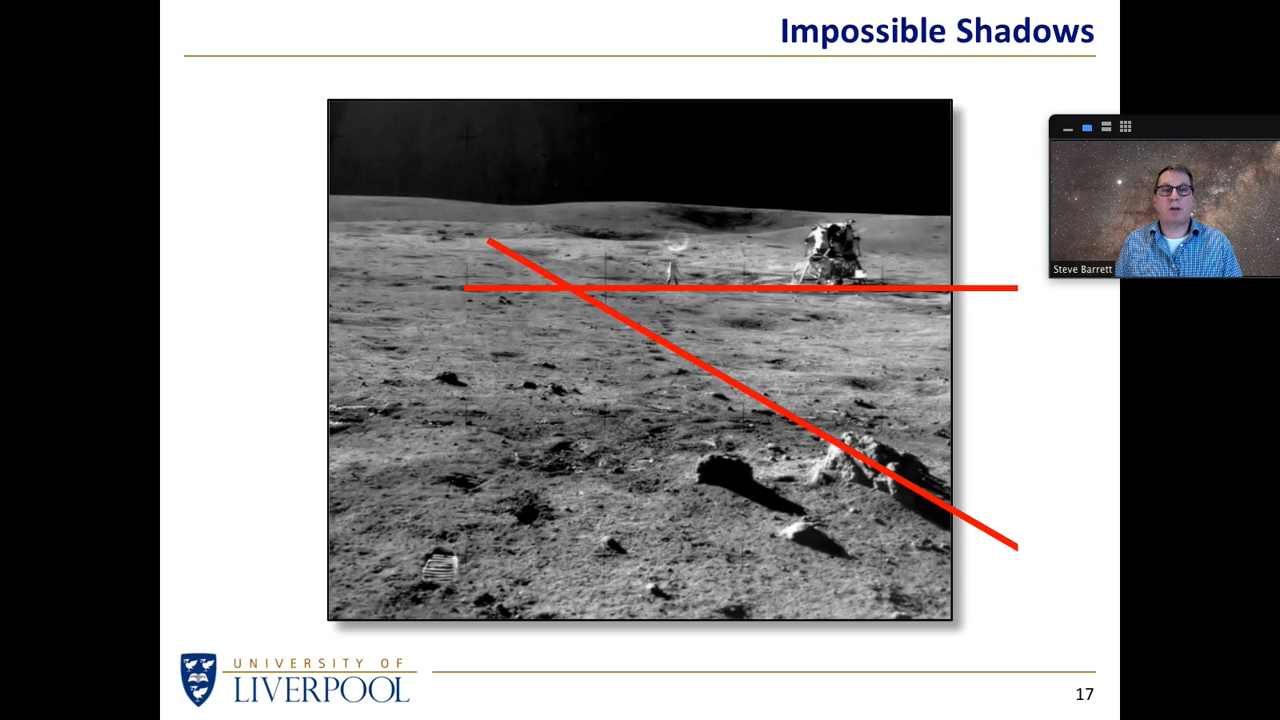 Impossible Shadows
Steve Barrett
UNIVERSITY OF
LIVERPOOL
17